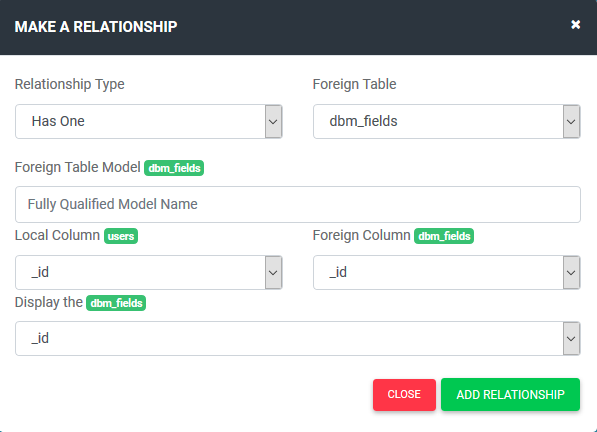 MAKE A RELATIONSHIP ×
Relationship Type Foreign Table
Has One dbm_fields
Foreign Table Model dbm_fields
Fully Qualified Model Name
Local Column users Foreign Column dbm_fields
_id _id
Display the dbm_fields
_id
CLOSE ADD RELATIONSHIP